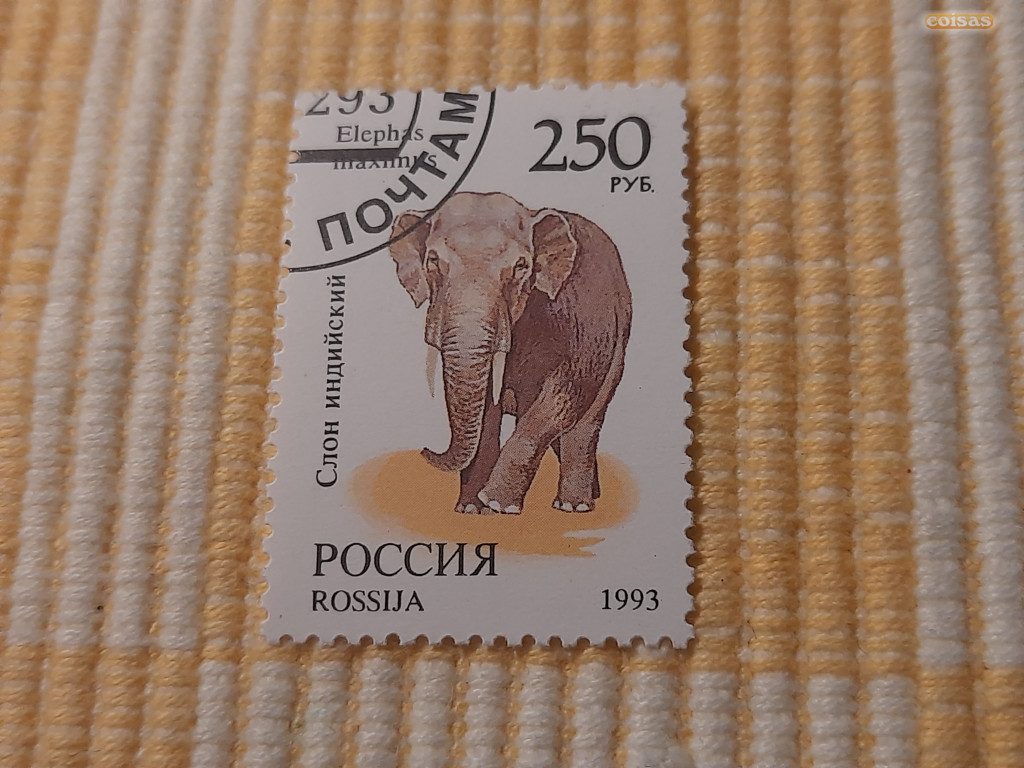 coisas
293
Elephas
maximus
ПОЧТАМ
250
РУБ.
Слон индийский
РОССИЯ
ROSSIJA
1993